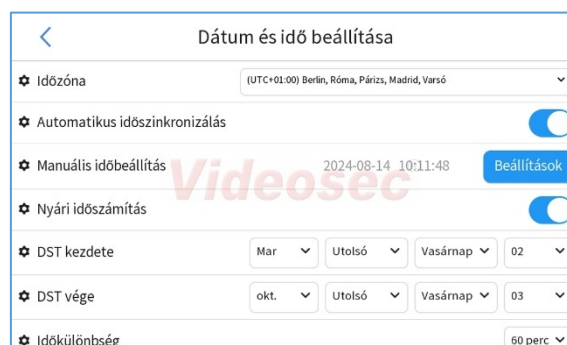 Dátum és idő beállítása
Időzóna (UTC+01:00) Berlin, Róma, Párizs, Madrid, Varsó
Automatikus időszinkronizálás
Manuális időbeállítás 2024-08-14 10:11:48 Beállítások
Videosec
Nyári időszámítás
DST kezdete Mar Utolsó Vasárnap 02
DST vége okt. Utolsó Vasárnap 03
Időkülönbség 60 perc